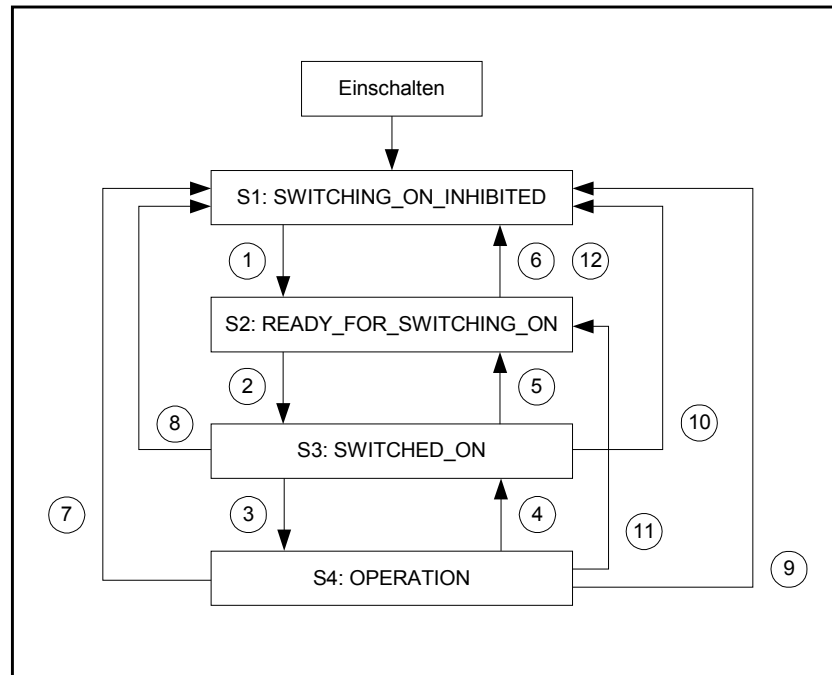 Einschalten
S1: SWITCHING_ON_INHIBITED
1
6
12
S2: READY_FOR_SWITCHING_ON
2
5
8
10
S3: SWITCHED_ON
7
3
4
11
9
S4: OPERATION